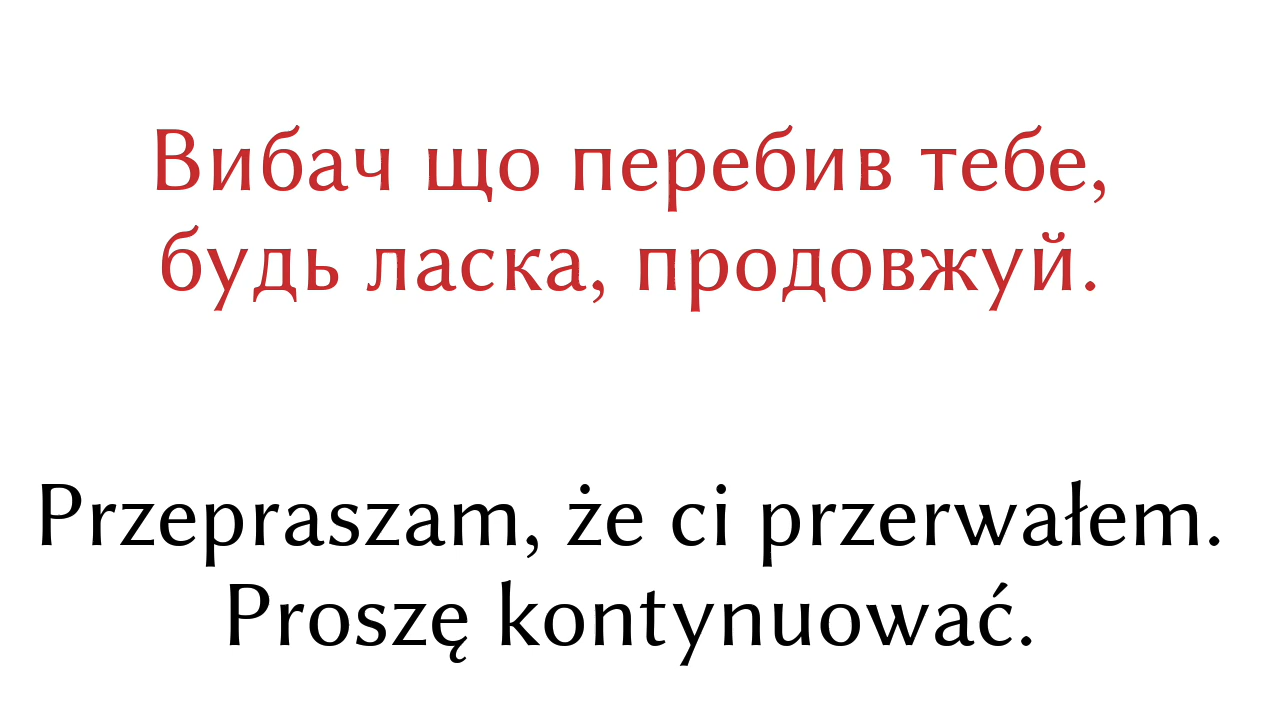 Вибач що перебив тебе,
будь ласка, продовжуй.
Przepraszam, że ci przerwałem.
Proszę kontynuować.